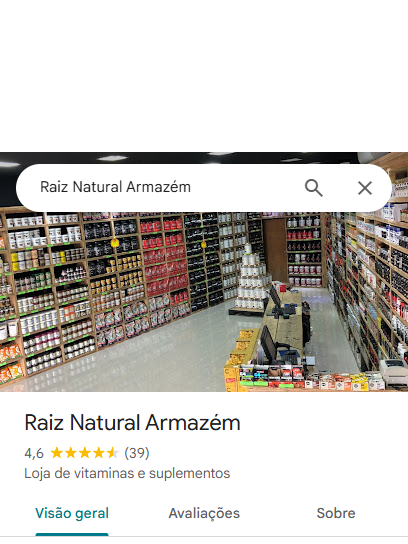 Raiz Natural Armazém
Raiz Natural Armazém
4,6 (39)
Loja de vitaminas e suplementos
Visão geral Avaliações Sobre